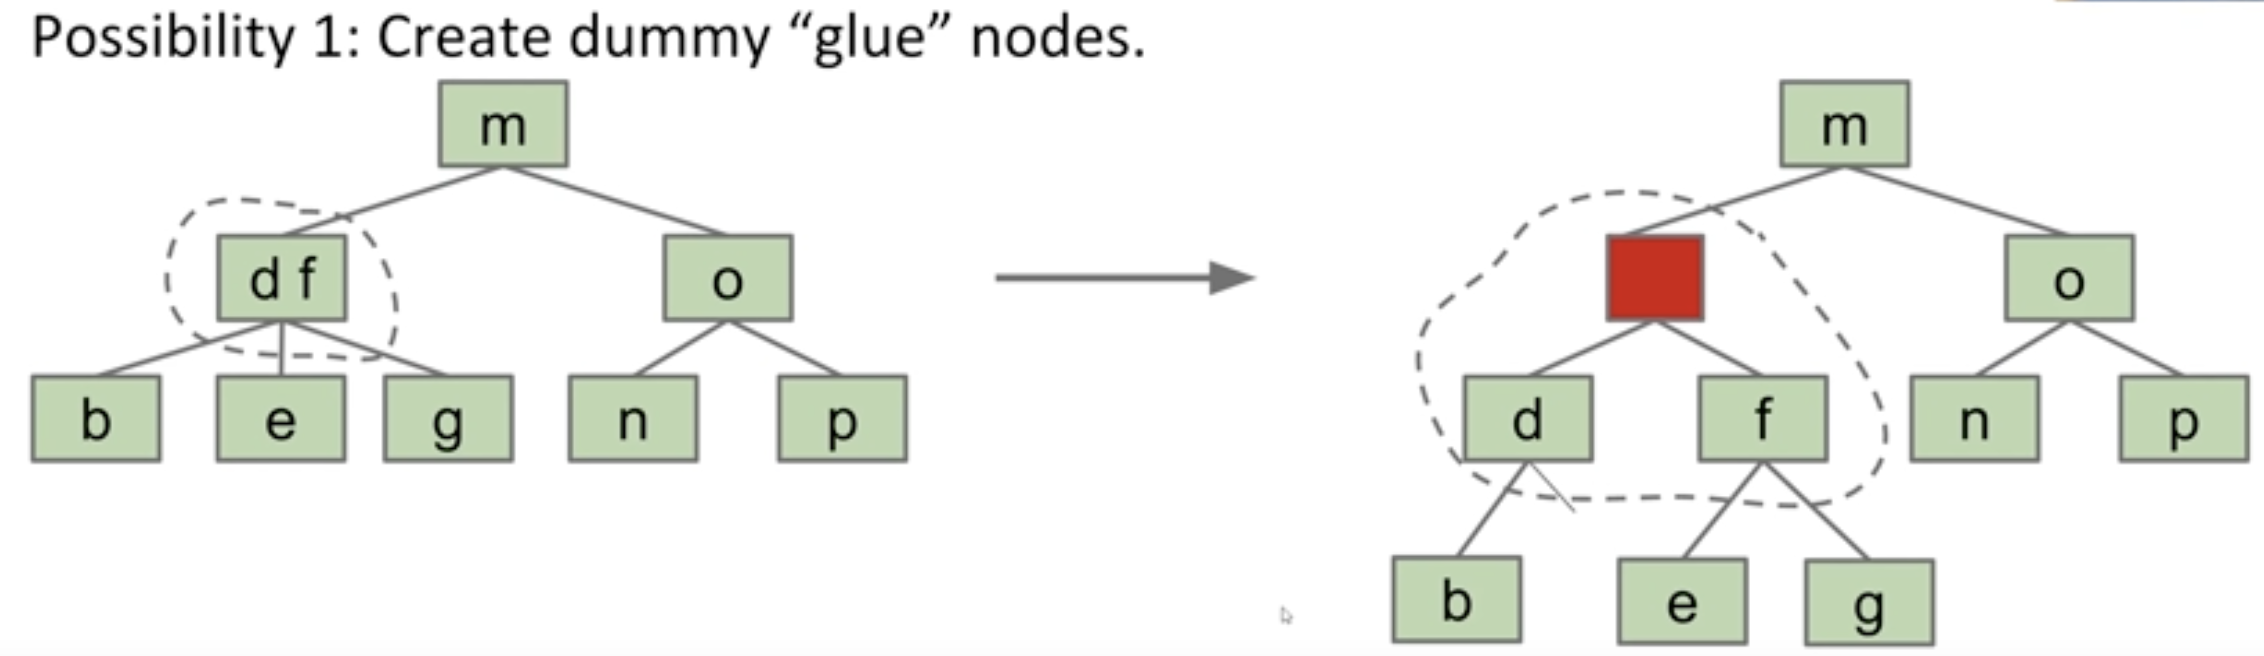 Possibility 1: Create dummy “glue” nodes.
m
d f
o
b
e
g
n
p
m
o
d
f
n
p
b
e
g